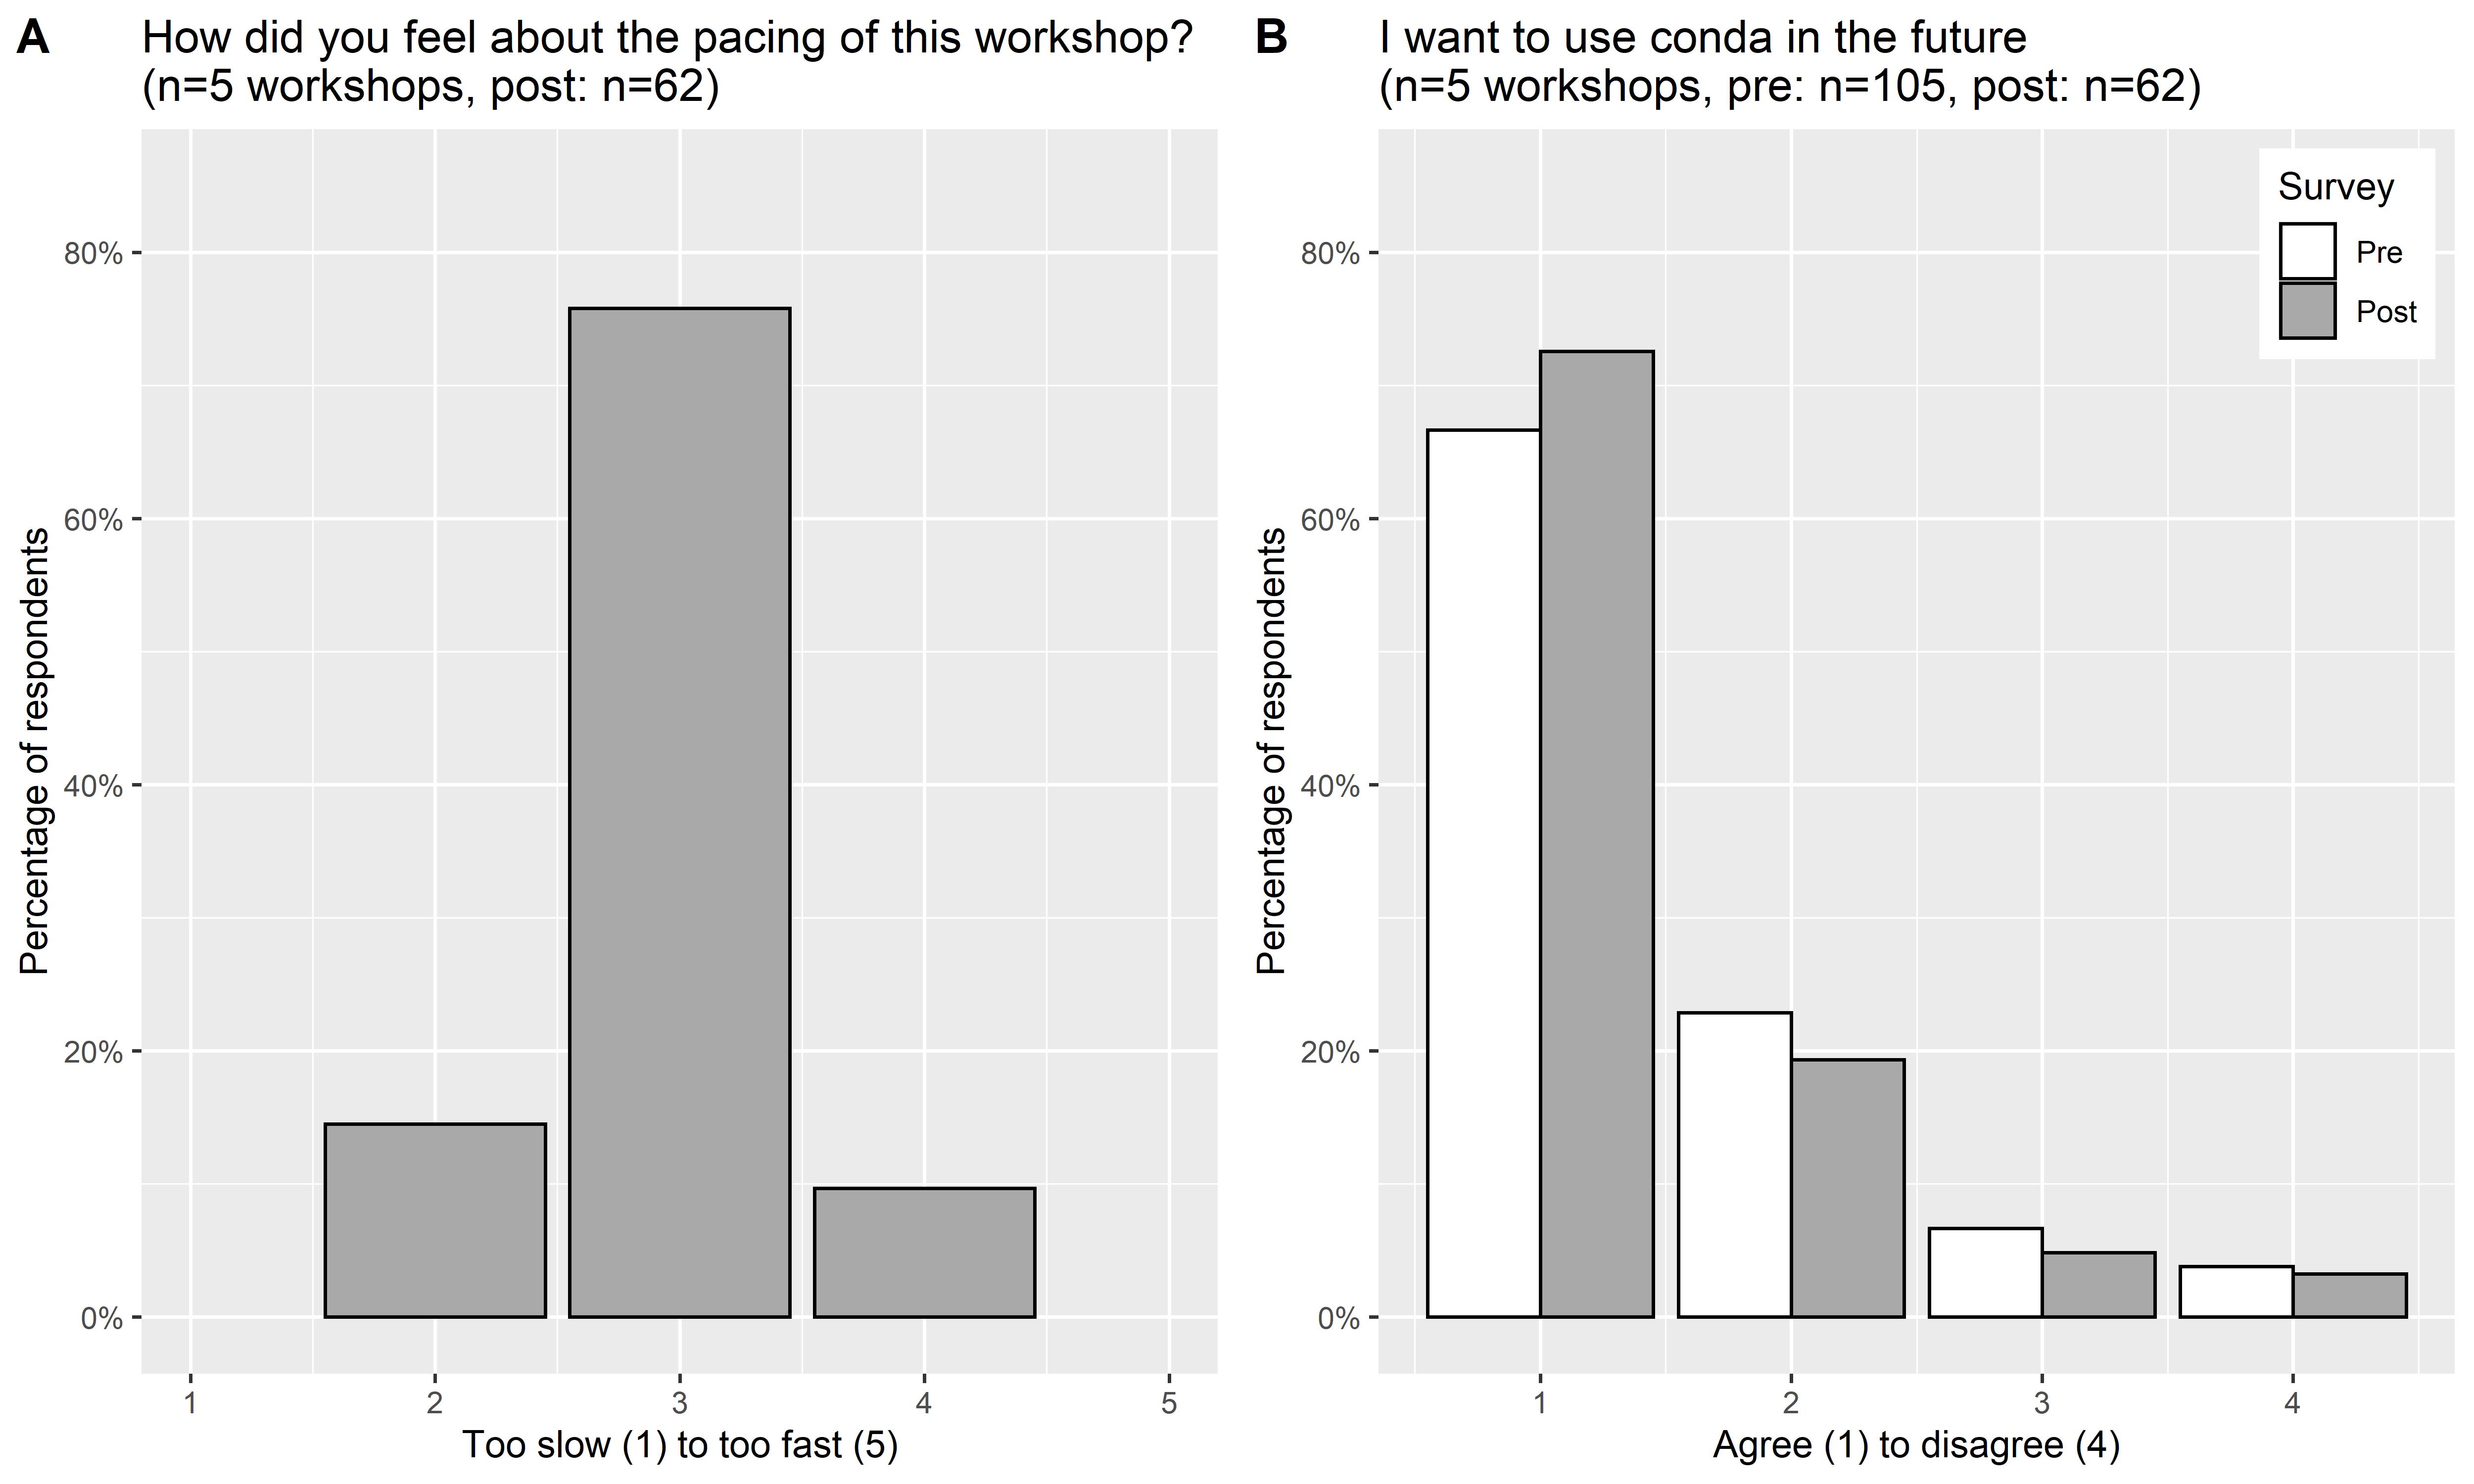 A
How did you feel about the pacing of this workshop?
(n=5 workshops, post: n=62)
Percentage of respondents
80%
60%
40%
20%
0%
1 2 3 4 5
Too slow (1) to too fast (5)
B
I want to use conda in the future
(n=5 workshops, pre: n=105, post: n=62)
Survey
Pre
Post
Percentage of respondents
80%
60%
40%
20%
0%
1 2 3 4
Agree (1) to disagree (4)